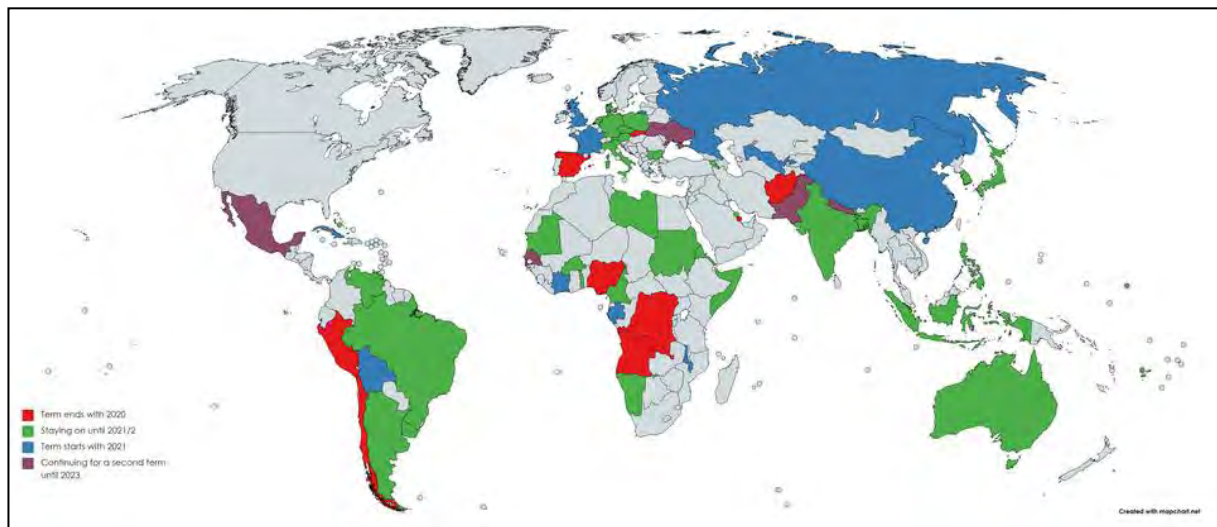 Term ends with 2020
Staying on until 2021/2
Term starts with 2021
Continuing for a second term
until 2023
Created with mapchart.net